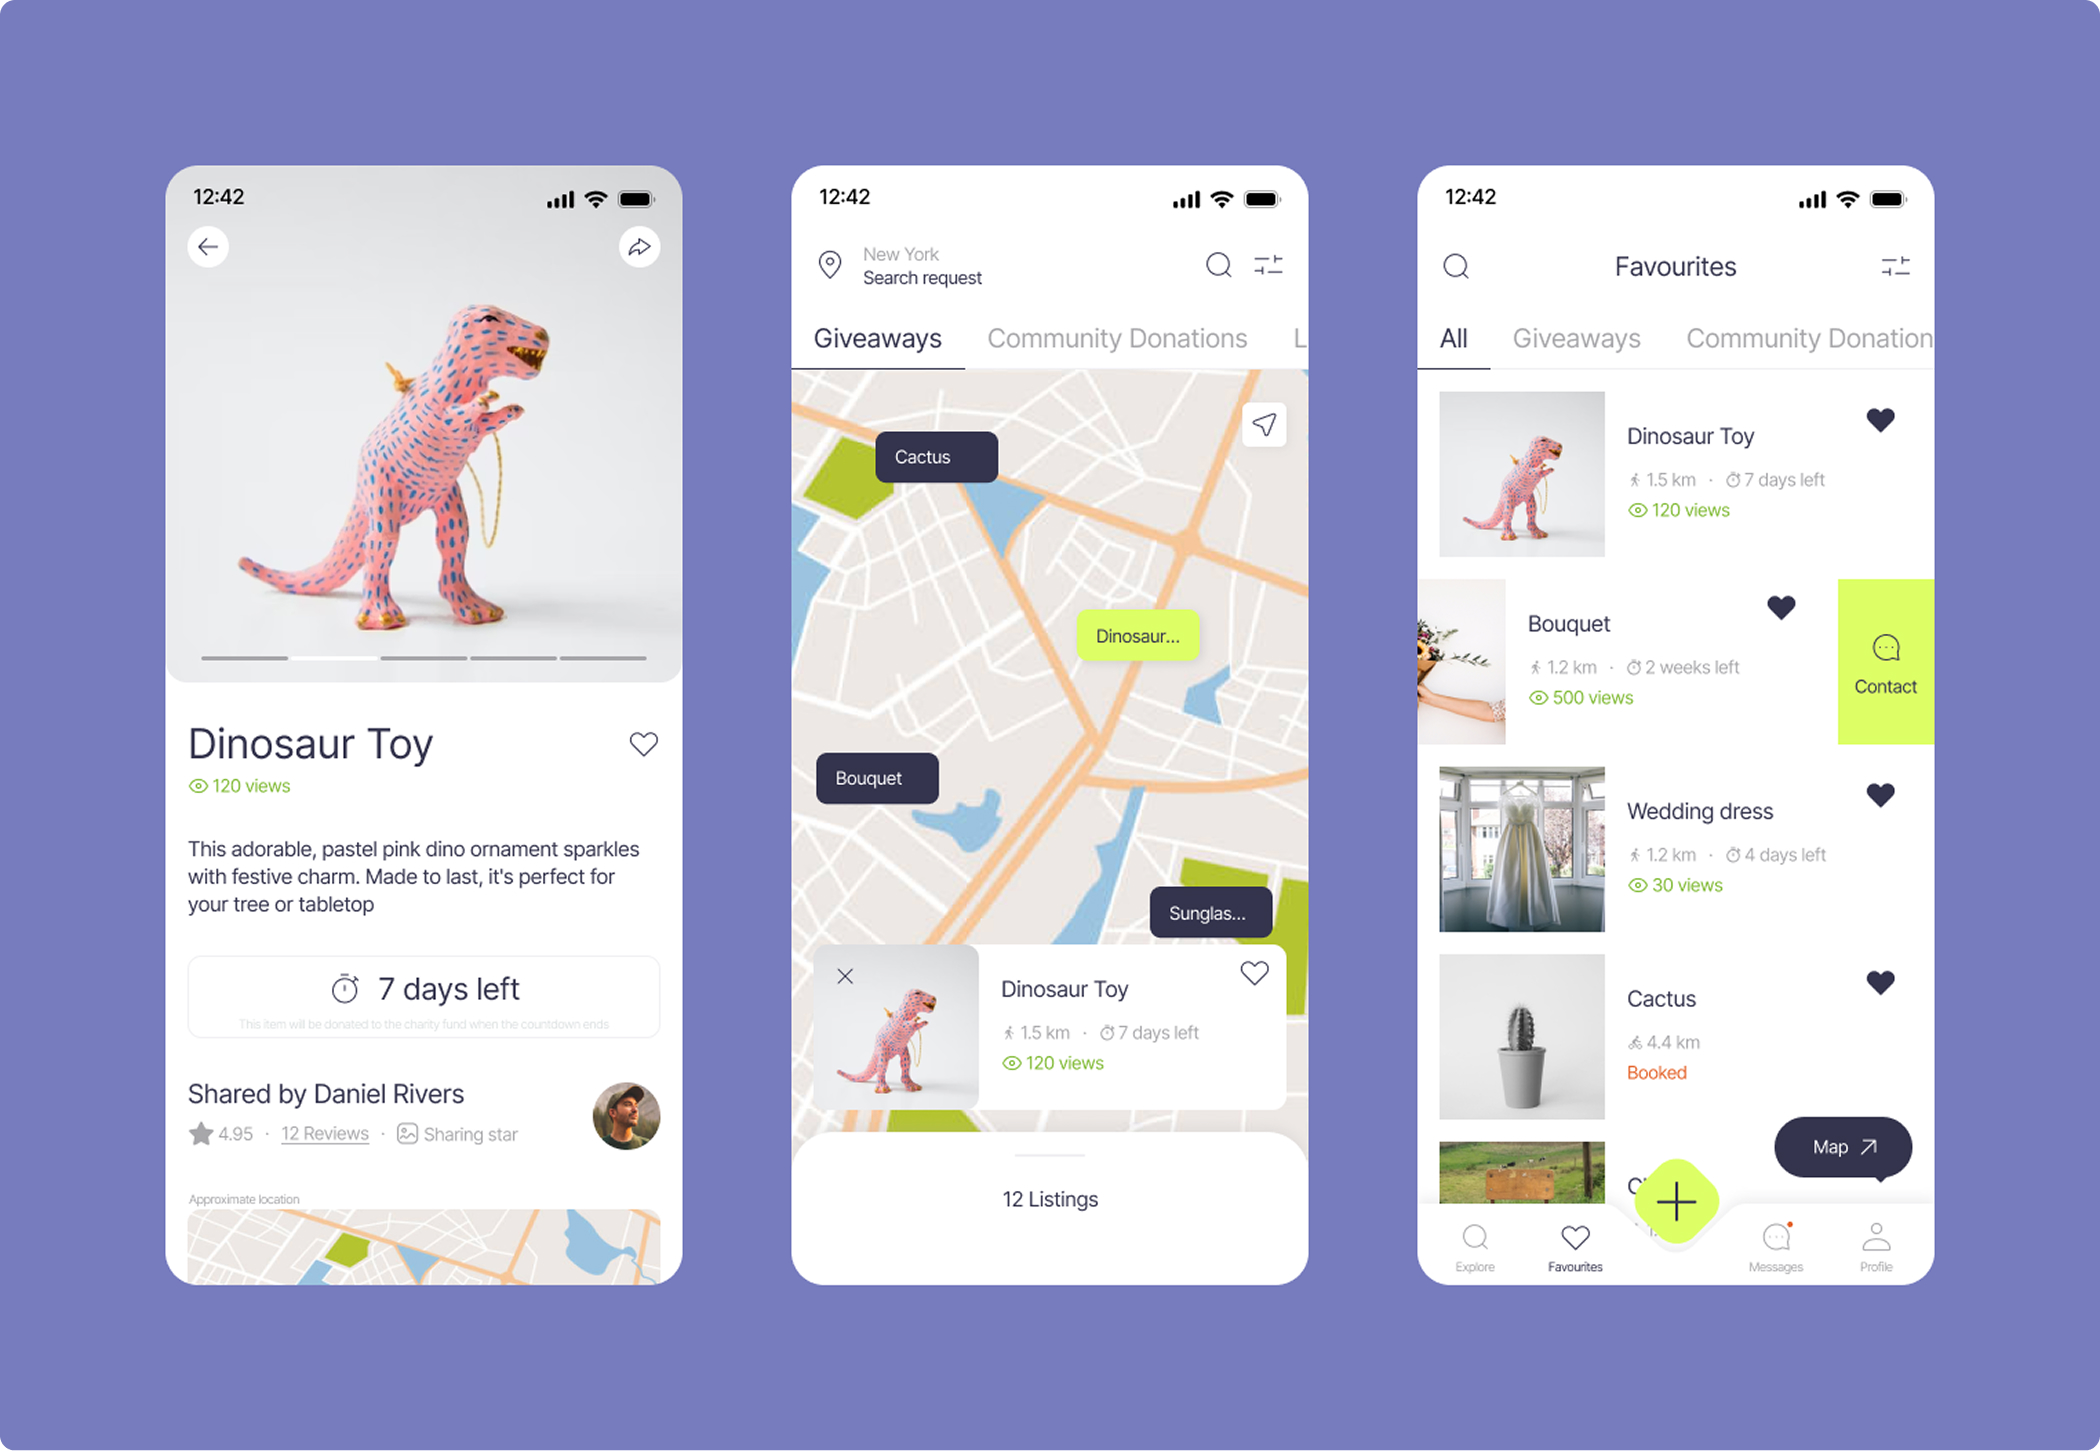 12:42
Dinosaur Toy
120 views
This adorable, pastel pink dino ornament sparkles
with festive charm. Made to last, it's perfect for
your tree or tabletop
7 days left
This item will be donated to the charity fund when the countdown ends
Shared by Daniel Rivers
4.95 · 12 Reviews · Sharing star
Approximate location
12:42
New York
Search request
Giveaways Community Donations L
Cactus
Dinosaur...
Bouquet
Sunglas...
Dinosaur Toy
1.5 km · 7 days left
120 views
12 Listings
12:42
Favourites
All Giveaways Community Donation
Dinosaur Toy
1.5 km · 7 days left
120 views
Bouquet
1.2 km · 2 weeks left
500 views
Contact
Wedding dress
1.2 km · 4 days left
30 views
Cactus
4.4 km
Booked
Map
Explore Favourites Messages Profile